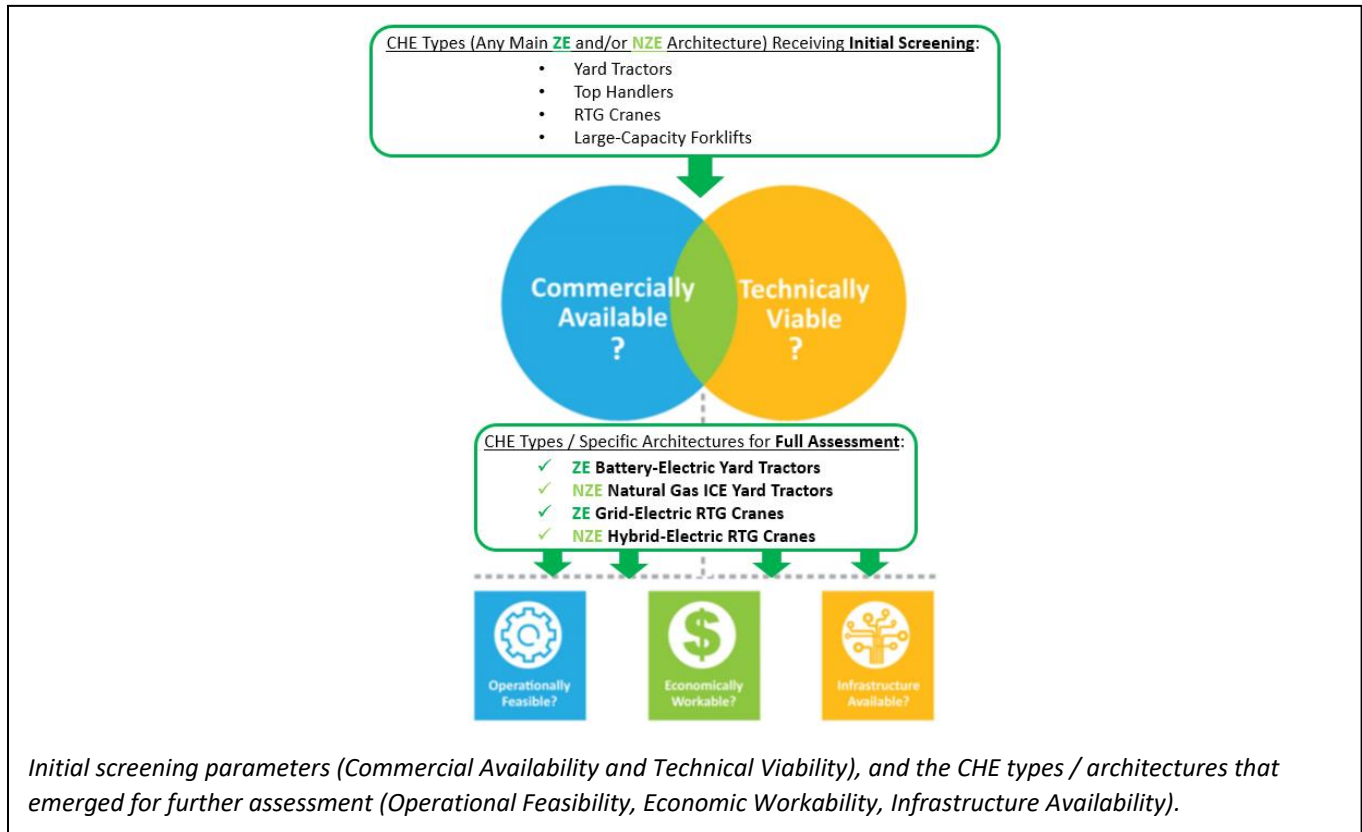 CHE Types (Any Main ZE and/or NZE Architecture) Receiving Initial Screening:
• Yard Tractors
• Top Handlers
• RTG Cranes
• Large-Capacity Forklifts
Commercially
Available
?
Technically
Viable
?
CHE Types / Specific Architectures for Full Assessment:
✓ ZE Battery-Electric Yard Tractors
✓ NZE Natural Gas ICE Yard Tractors
✓ ZE Grid-Electric RTG Cranes
✓ NZE Hybrid-Electric RTG Cranes
$
Operationally
Feasible?
Economically
Workable?
Infrastructure
Available?
Initial screening parameters (Commercial Availability and Technical Viability), and the CHE types / architectures that
emerged for further assessment (Operational Feasibility, Economic Workability, Infrastructure Availability).